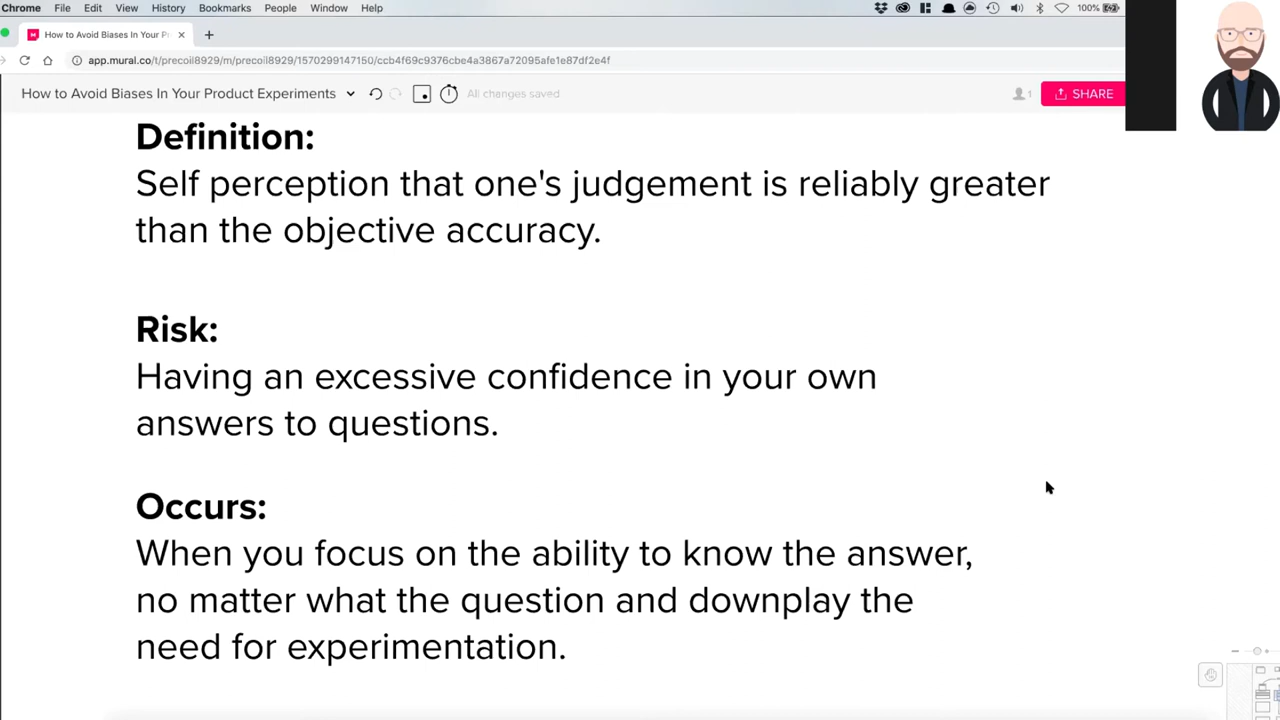 Chrome File Edit View History Bookmarks People Window Help 100%
How to Avoid Biases In Your Pr
app.mural.co/t/precoil8929/m/precoil8929/1570299147150/ccb4f69c9376cbe4a3867a72095afe1e87df2e4f
How to Avoid Biases In Your Product Experiments All changes saved 1 SHARE
Definition:
Self perception that one's judgement is reliably greater
than the objective accuracy.
Risk:
Having an excessive confidence in your own
answers to questions.
Occurs:
When you focus on the ability to know the answer,
no matter what the question and downplay the
need for experimentation.